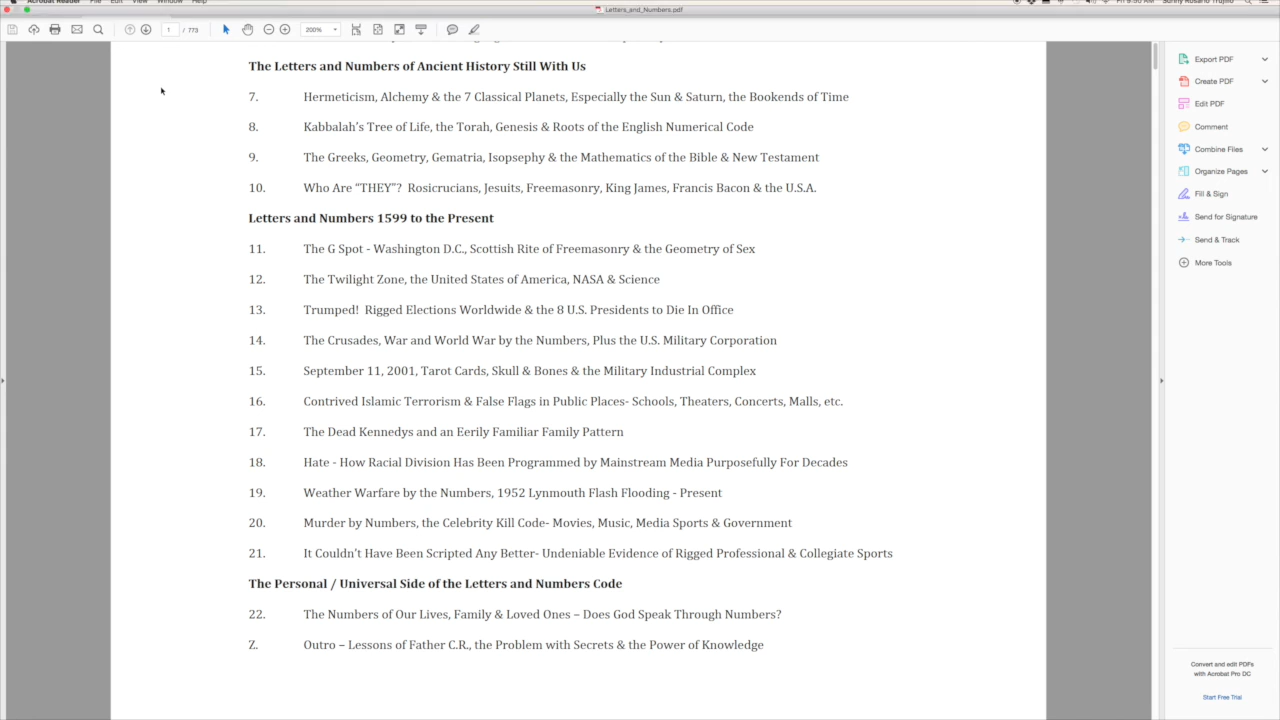 Acrobat Reader File Edit View Window Help
Letters_and_Numbers.pdf
1 / 773
200%
The Letters and Numbers of Ancient History Still With Us
7. Hermeticism, Alchemy & the 7 Classical Planets, Especially the Sun & Saturn, the Bookends of Time
8. Kabbalah's Tree of Life, the Torah, Genesis & Roots of the English Numerical Code
9. The Greeks, Geometry, Gematria, Isopsephy & the Mathematics of the Bible & New Testament
10. Who Are “THEY”? Rosicrucians, Jesuits, Freemasonry, King James, Francis Bacon & the U.S.A.
Letters and Numbers 1599 to the Present
11. The G Spot - Washington D.C., Scottish Rite of Freemasonry & the Geometry of Sex
12. The Twilight Zone, the United States of America, NASA & Science
13. Trumped! Rigged Elections Worldwide & the 8 U.S. Presidents to Die In Office
14. The Crusades, War and World War by the Numbers, Plus the U.S. Military Corporation
15. September 11, 2001, Tarot Cards, Skull & Bones & the Military Industrial Complex
16. Contrived Islamic Terrorism & False Flags in Public Places- Schools, Theaters, Concerts, Malls, etc.
17. The Dead Kennedys and an Eerily Familiar Family Pattern
18. Hate - How Racial Division Has Been Programmed by Mainstream Media Purposefully For Decades
19. Weather Warfare by the Numbers, 1952 Lynmouth Flash Flooding - Present
20. Murder by Numbers, the Celebrity Kill Code- Movies, Music, Media Sports & Government
21. It Couldn't Have Been Scripted Any Better- Undeniable Evidence of Rigged Professional & Collegiate Sports
The Personal / Universal Side of the Letters and Numbers Code
22. The Numbers of Our Lives, Family & Loved Ones – Does God Speak Through Numbers?
Z. Outro – Lessons of Father C.R., the Problem with Secrets & the Power of Knowledge
Export PDF
Create PDF
Edit PDF
Comment
Combine Files
Organize Pages
Fill & Sign
Send for Signature
Send & Track
More Tools
Convert and edit PDFs
with Acrobat Pro DC
Start Free Trial